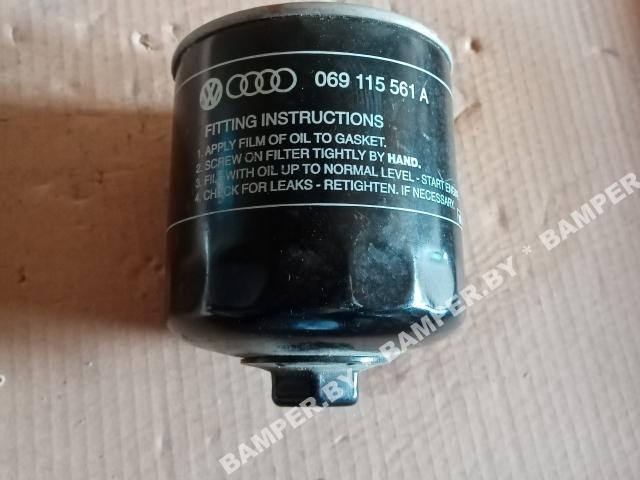 069 115 561 A
FITTING INSTRUCTIONS
1. APPLY FILM OF OIL TO GASKET.
2. SCREW ON FILTER TIGHTLY BY HAND.
3. FILL WITH OIL UP TO NORMAL LEVEL - START
4. CHECK FOR LEAKS - RETIGHTEN. IF NECESSARY.
BAMPER.BY * BAMPER.BY * BAMPER